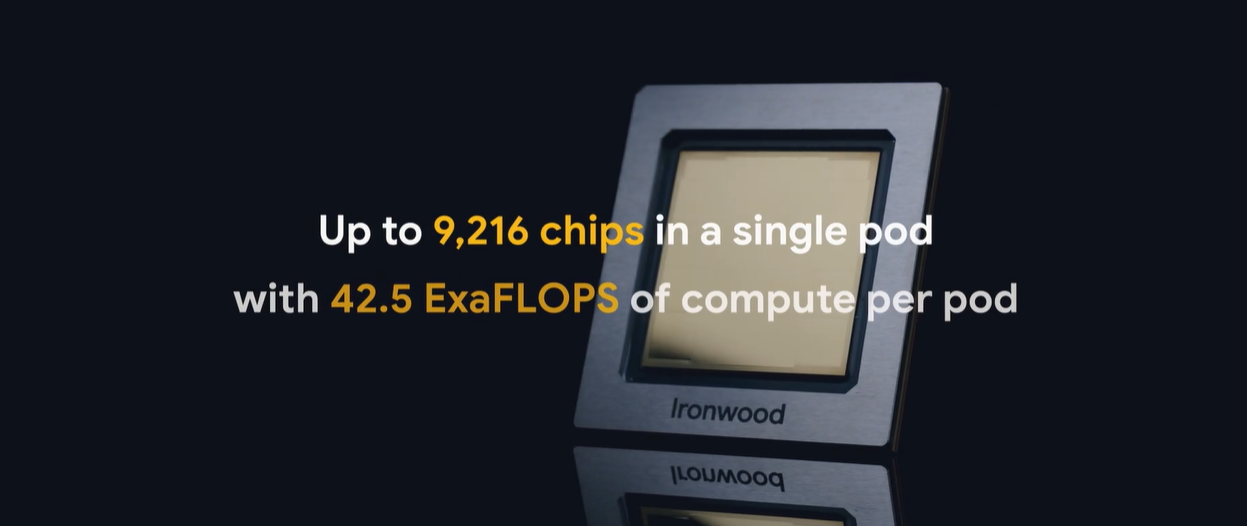 Up to 9,216 chips in a single pod
with 42.5 ExaFLOPS of compute per pod
Ironwood
Ironwood